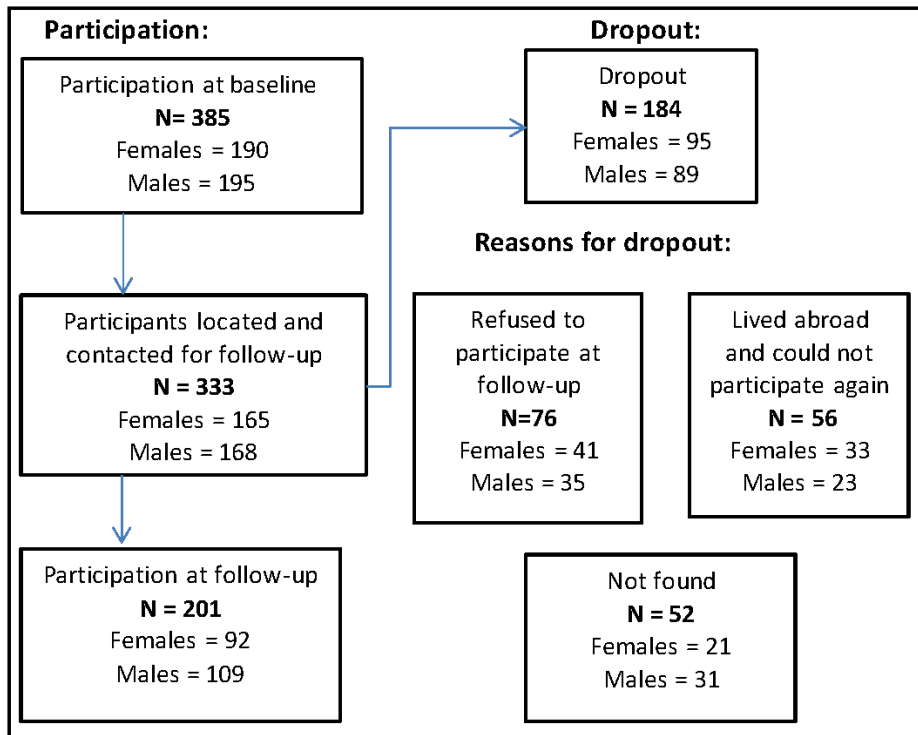 Participation:
Participation at baseline
N= 385
Females = 190
Males = 195
Participants located and
contacted for follow-up
N = 333
Females = 165
Males = 168
Participation at follow-up
N = 201
Females = 92
Males = 109
Dropout:
Dropout
N = 184
Females = 95
Males = 89
Reasons for dropout:
Refused to
participate at
follow-up
N=76
Females = 41
Males = 35
Lived abroad
and could not
participate again
N = 56
Females = 33
Males = 23
Not found
N = 52
Females = 21
Males = 31